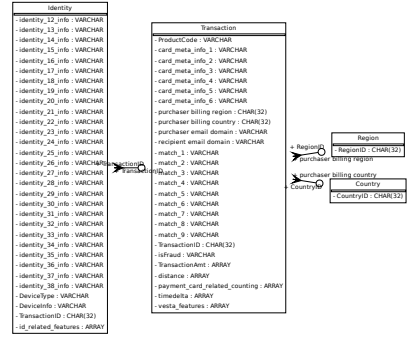 Identity
- identity_12_info : VARCHAR
- identity_13_info : VARCHAR
- identity_14_info : VARCHAR
- identity_15_info : VARCHAR
- identity_16_info : VARCHAR
- identity_17_info : VARCHAR
- identity_18_info : VARCHAR
- identity_19_info : VARCHAR
- identity_20_info : VARCHAR
- identity_21_info : VARCHAR
- identity_22_info : VARCHAR
- identity_23_info : VARCHAR
- identity_24_info : VARCHAR
- identity_25_info : VARCHAR
- identity_26_info : VARCHAR
- identity_27_info : VARCHAR
- identity_28_info : VARCHAR
- identity_29_info : VARCHAR
- identity_30_info : VARCHAR
- identity_31_info : VARCHAR
- identity_32_info : VARCHAR
- identity_33_info : VARCHAR
- identity_34_info : VARCHAR
- identity_35_info : VARCHAR
- identity_36_info : VARCHAR
- identity_37_info : VARCHAR
- identity_38_info : VARCHAR
- DeviceType : VARCHAR
- DeviceInfo : VARCHAR
- TransactionID : CHAR(32)
- id_related_features : ARRAY
TransactionID
TransactionID
Transaction
- ProductCode : VARCHAR
- card_meta_info_1 : VARCHAR
- card_meta_info_2 : VARCHAR
- card_meta_info_3 : VARCHAR
- card_meta_info_4 : VARCHAR
- card_meta_info_5 : VARCHAR
- card_meta_info_6 : VARCHAR
- purchaser billing region : CHAR(32)
- purchaser billing country : CHAR(32)
- purchaser email domain : VARCHAR
- recipient email domain : VARCHAR
- match_1 : VARCHAR
- match_2 : VARCHAR
- match_3 : VARCHAR
- match_4 : VARCHAR
- match_5 : VARCHAR
- match_6 : VARCHAR
- match_7 : VARCHAR
- match_8 : VARCHAR
- match_9 : VARCHAR
- TransactionID : CHAR(32)
- isFraud : VARCHAR
- TransactionAmt : ARRAY
- distance : ARRAY
- payment_card_related_counting : ARRAY
- timedelta : ARRAY
- vesta_features : ARRAY
+ RegionID
purchaser billing region
purchaser billing country
+ CountryID
Region
- RegionID : CHAR(32)
Country
- CountryID : CHAR(32)